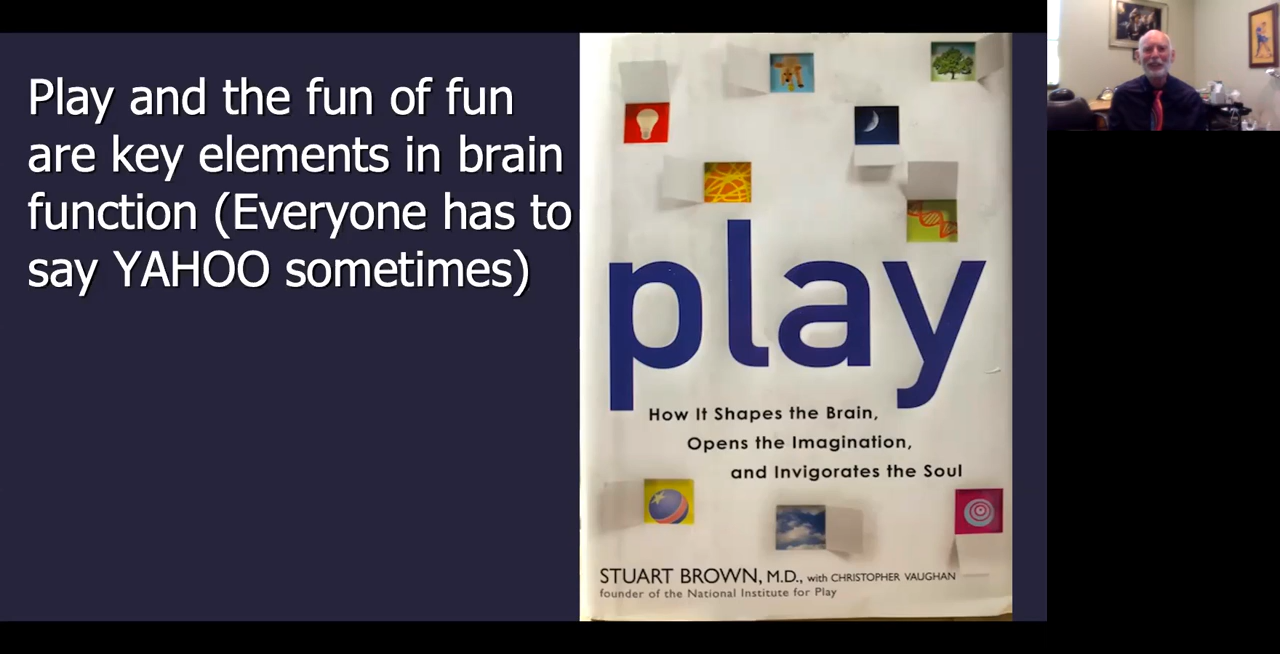 Play and the fun of fun
are key elements in brain
function (Everyone has to
say YAHOO sometimes)
play
How It Shapes the Brain,
Opens the Imagination,
and Invigorates the Soul
STUART BROWN, M.D., with CHRISTOPHER VAUGHAN
founder of the National Institute for Play